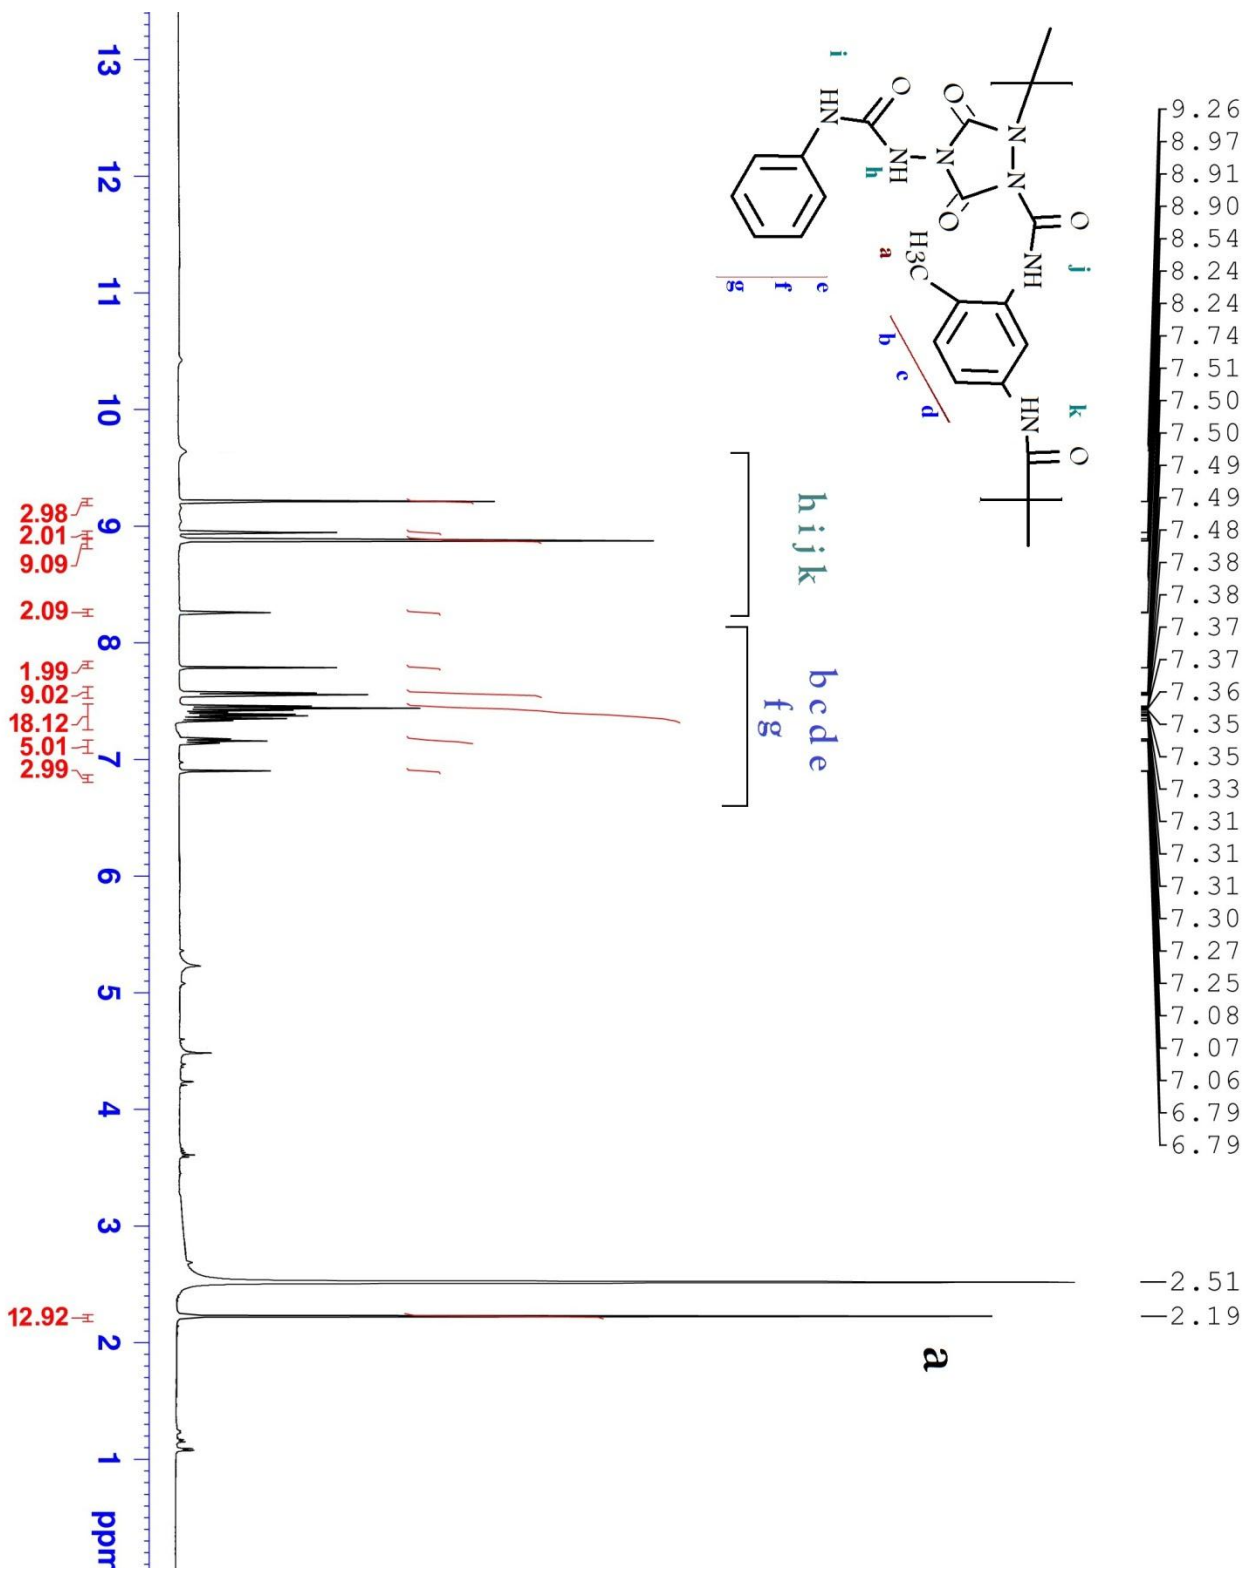 9.26
8.97
8.91
8.90
8.54
8.24
8.24
7.74
7.51
7.50
7.50
7.49
7.49
7.48
7.38
7.38
7.37
7.37
7.36
7.35
7.35
7.33
7.31
7.31
7.31
7.30
7.27
7.25
7.08
7.07
7.06
6.79
6.79
2.51
2.19
O
O
j
k
NH
HN
N
N
O
O
N
H3C
a
b
c
d
O
NH
h
i
HN
e
f
g
h i j k
b c d e
f g
a
13
12
11
10
9
8
7
6
5
4
3
2
1
ppm
2.98
2.01
9.09
2.09
1.99
9.02
18.12
5.01
2.99
12.92